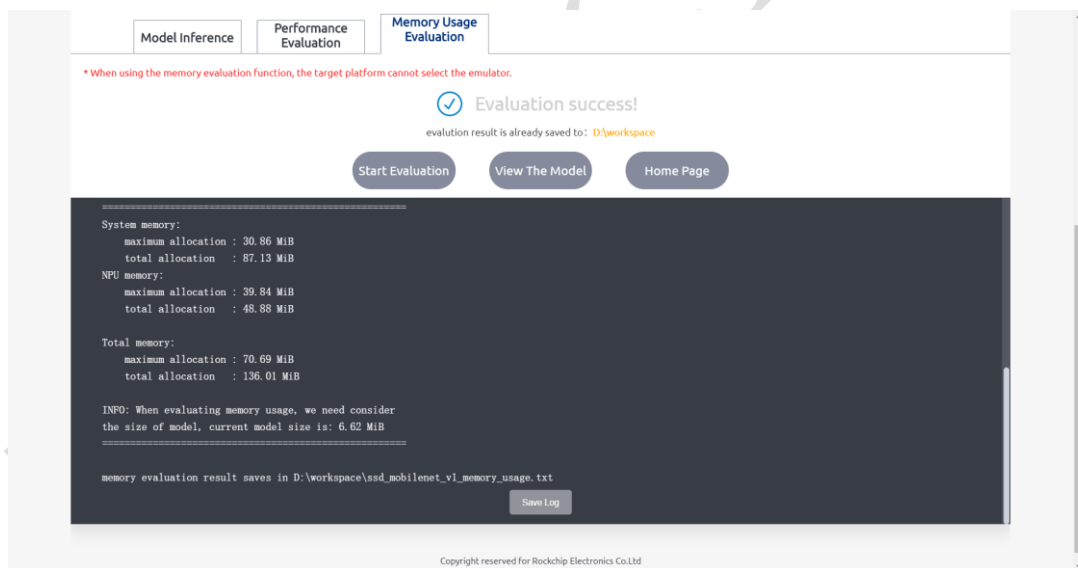 Model Inference
Performance
Evaluation
Memory Usage
Evaluation
* When using the memory evaluation function, the target platform cannot select the emulator.
Evaluation success!
evalution result is already saved to: D:\workspace
Start Evaluation
View The Model
Home Page
=======================================================
System memory:
maximum allocation : 30.86 MiB
total allocation : 87.13 MiB
NPU memory:
maximum allocation : 39.84 MiB
total allocation : 48.88 MiB
Total memory:
maximum allocation : 70.69 MiB
total allocation : 136.01 MiB
INFO: When evaluating memory usage, we need consider
the size of model, current model size is: 6.62 MiB
=======================================================
memory evaluation result saves in D:\workspace\ssd_mobilenet_v1_memory_usage.txt
Save Log
Copyright reserved for Rockchip Electronics Co.Ltd